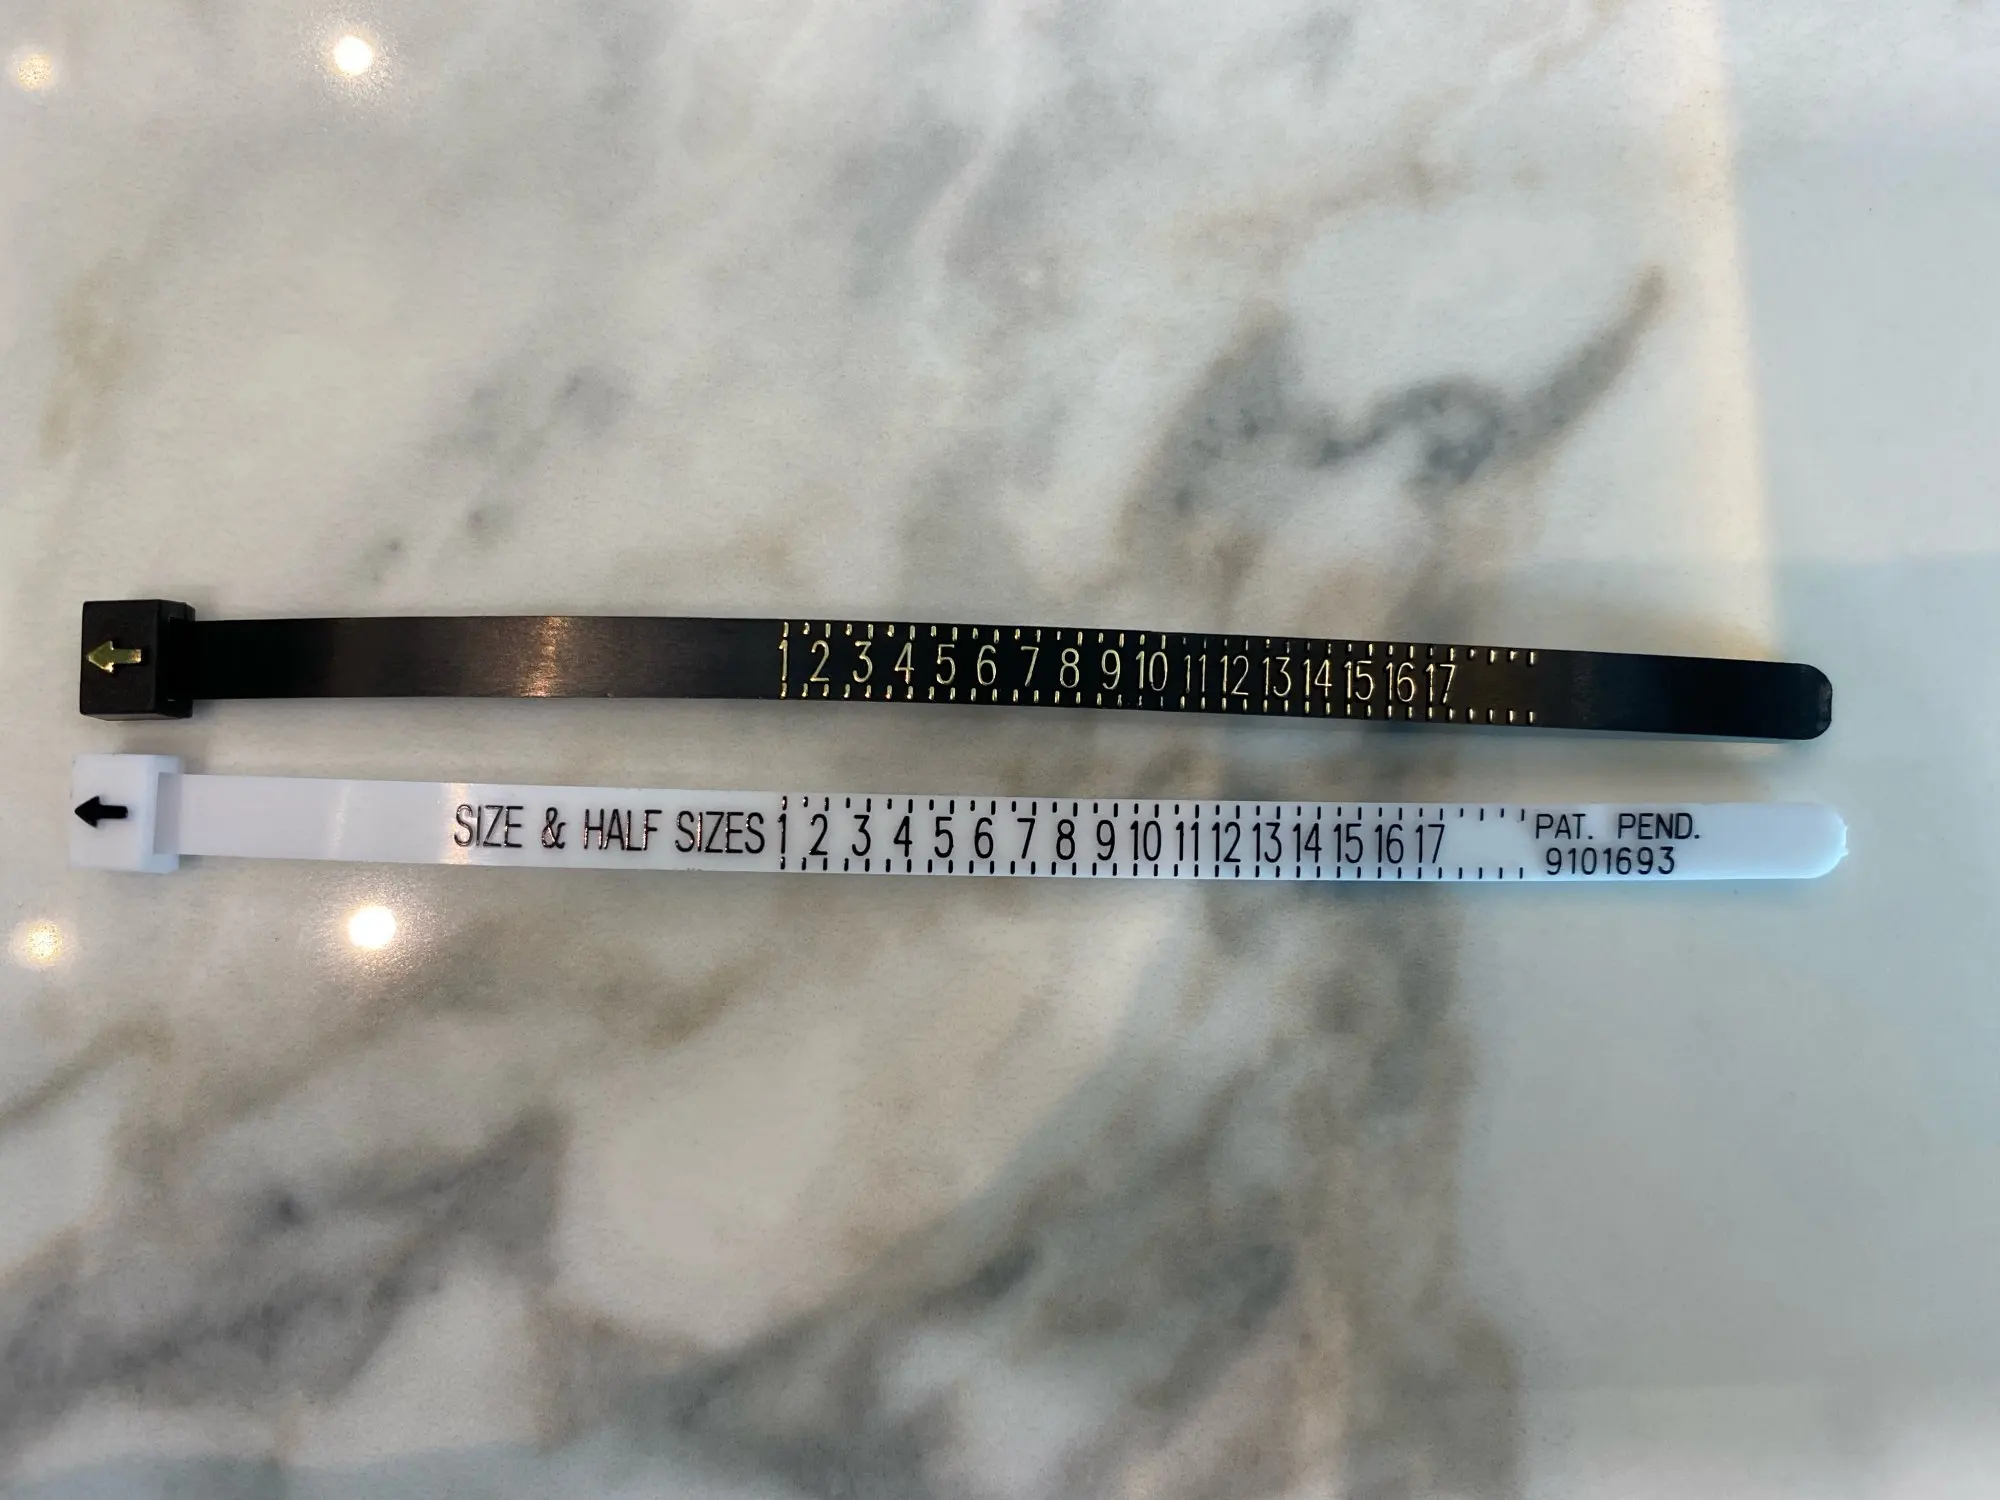 1 2 3 4 5 6 7 8 9 10 11 12 13 14 15 16 17
SIZE & HALF SIZES 1 2 3 4 5 6 7 8 9 10 11 12 13 14 15 16 17
PAT. PEND.
9101693